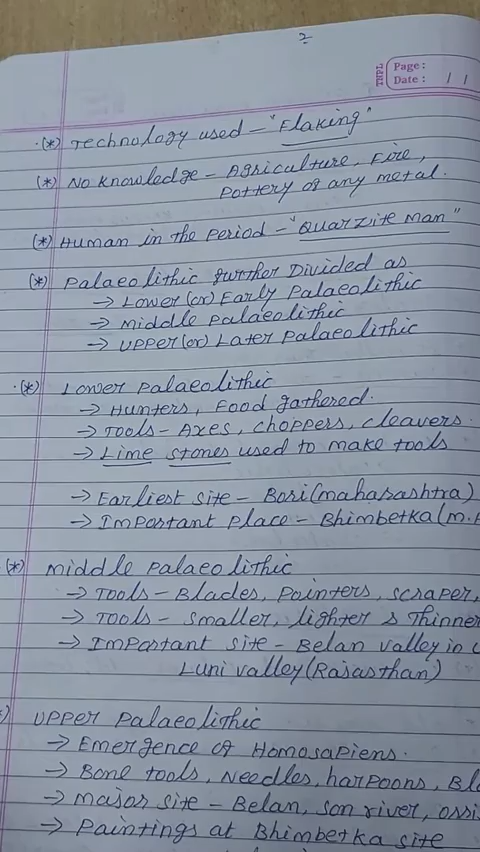 2
TNPL
Page:
Date: / /
(*) Technology used - "Flaking"
(*) No knowledge - Agriculture, Fire,
Pottery of any metal.
(*) Human in the Period - "Quarzite man"
(*) Palaeolithic further Divided as
→ Lower (or) Early Palaeolithic
→ Middle Palaeolithic
→ Upper (or) Later Palaeolithic
(*) Lower Palaeolithic
→ Hunters, Food gathered.
→ Tools - Axes, choppers, cleavers.
→ Lime stones used to make tools
→ Earliest site - Bori (Maharashtra)
→ Important Place - Bhimbetka (M.
(*) Middle Palaeolithic
→ Tools - Blades, Pointers, scraper,
→ Tools - smaller, lighter & Thinner
→ Important site - Belan valley in
Luni valley (Rajasthan)
Upper Palaeolithic
→ Emergence of Homosapiens.
→ Bone tools, Needles, harpoons,
→ Major site - Belan, son river,
→ Paintings at Bhimbetka site